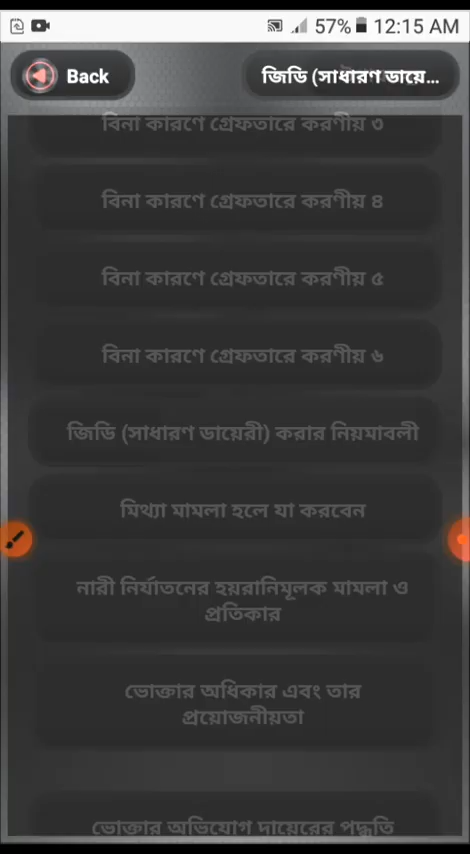 57% 12:15 AM
Back
জিডি (সাধারণ ডায়ে...
বিনা কারণে গ্রেফতারে করণীয় ৩
বিনা কারণে গ্রেফতারে করণীয় ৪
বিনা কারণে গ্রেফতারে করণীয় ৫
বিনা কারণে গ্রেফতারে করণীয় ৬
জিডি (সাধারণ ডায়েরী) করার নিয়মাবলী
মিথ্যা মামলা হলে যা করবেন
নারী নির্যাতনের হয়রানিমূলক মামলা ও
প্রতিকার
ভোক্তার অধিকার এবং তার
প্রয়োজনীয়তা
ভোক্তার অভিযোগ দায়েরের পদ্ধতি